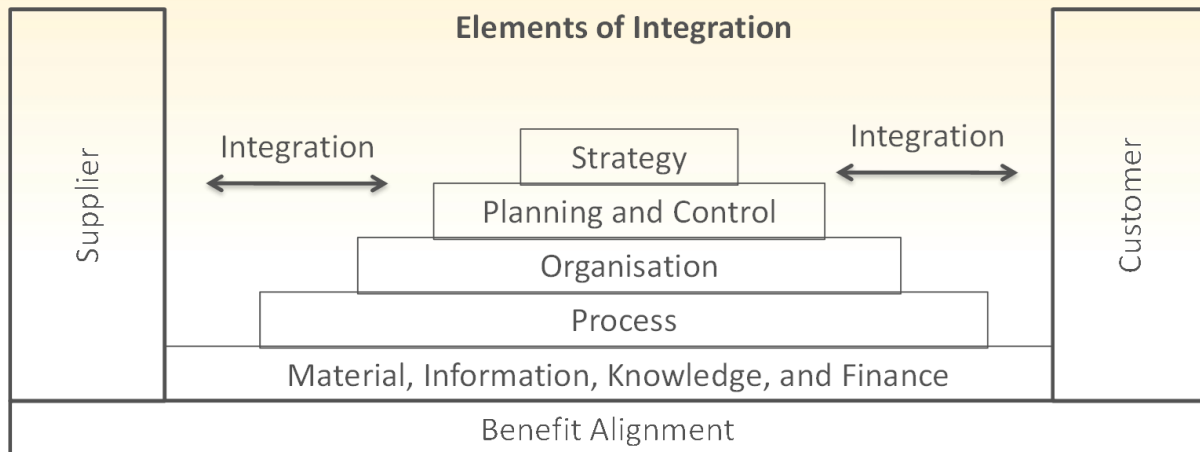 Elements of Integration
Supplier
Integration
Integration
Customer
Strategy
Planning and Control
Organisation
Process
Material, Information, Knowledge, and Finance
Benefit Alignment